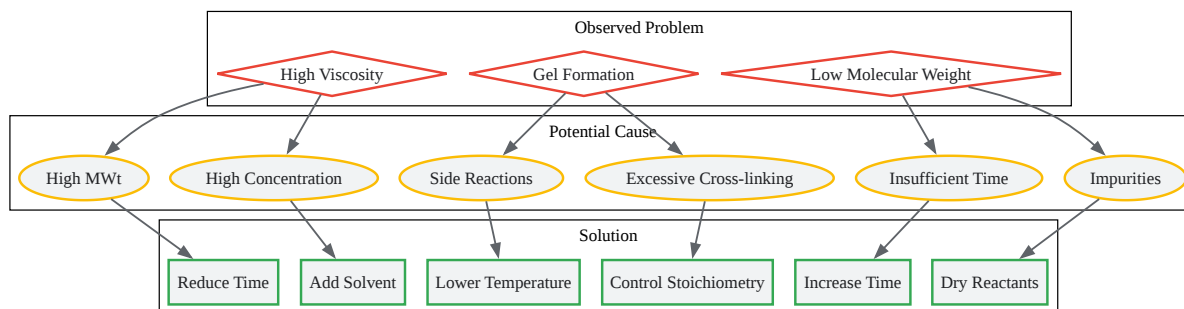 Observed Problem
High Viscosity
Gel Formation
Low Molecular Weight
Potential Cause
High MWt
High Concentration
Side Reactions
Excessive Cross-linking
Insufficient Time
Impurities
Solution
Reduce Time
Add Solvent
Lower Temperature
Control Stoichiometry
Increase Time
Dry Reactants